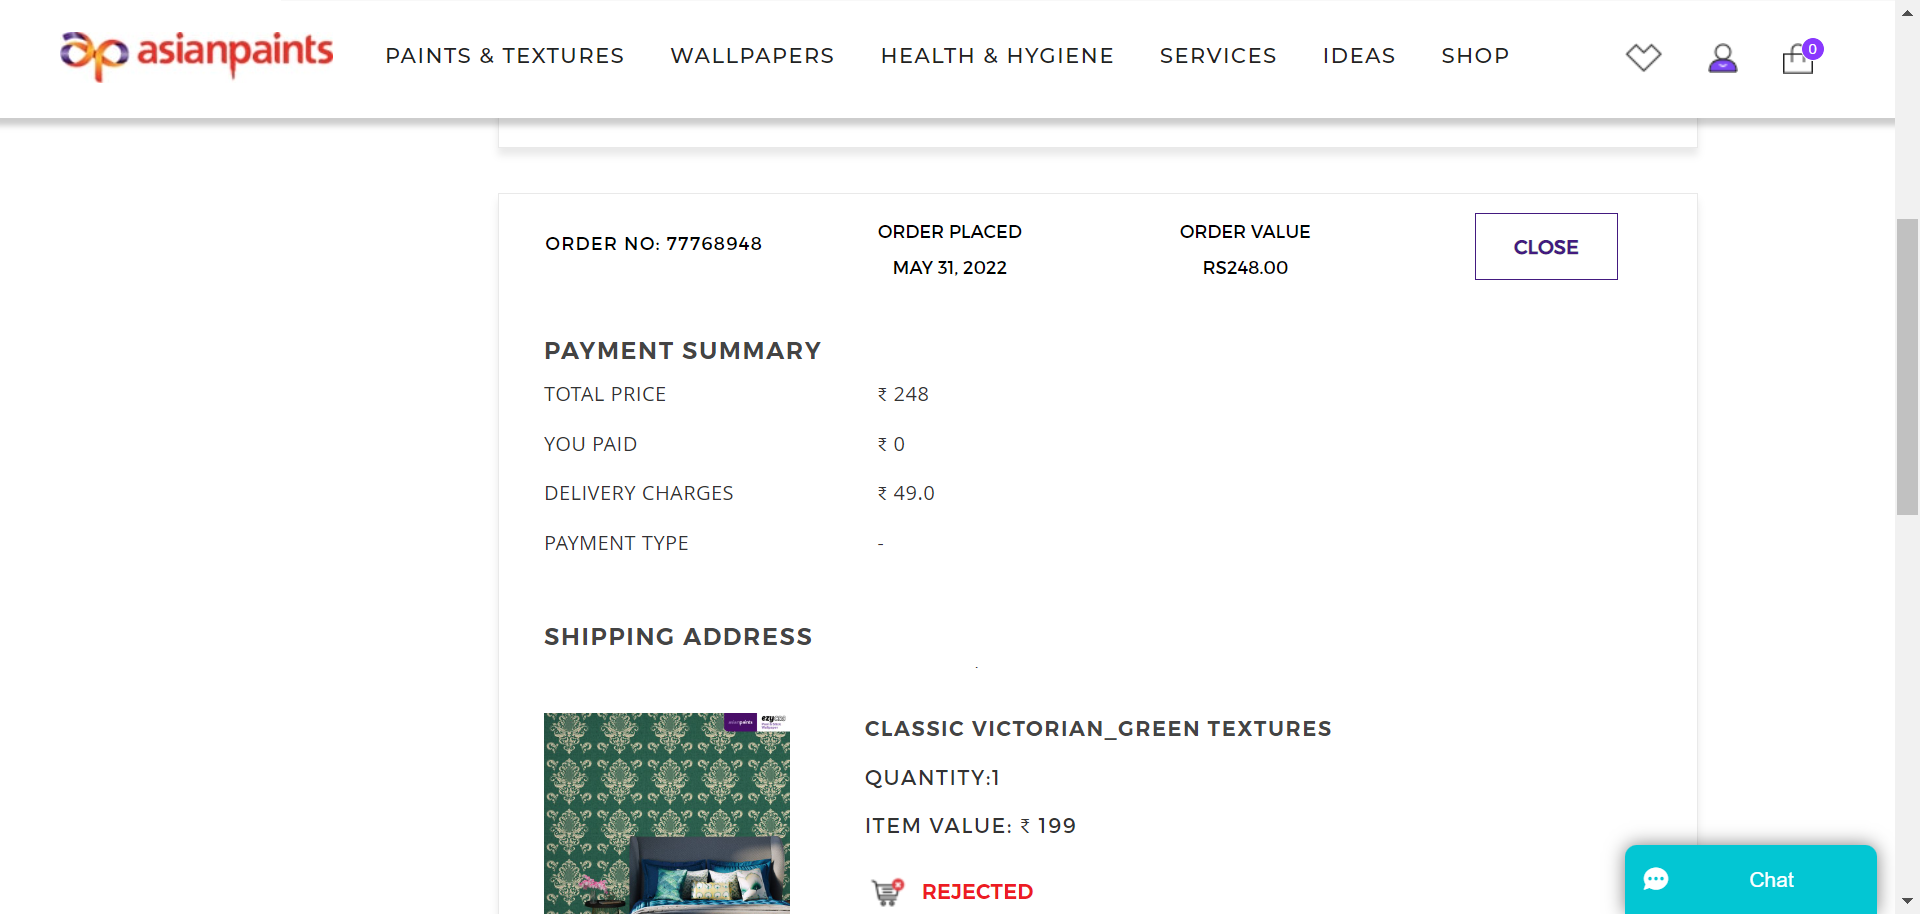 asianpaints
PAINTS & TEXTURES WALLPAPERS HEALTH & HYGIENE SERVICES IDEAS SHOP
0
ORDER NO: 77768948
ORDER PLACED
MAY 31, 2022
ORDER VALUE
RS248.00
CLOSE
PAYMENT SUMMARY
TOTAL PRICE ₹ 248
YOU PAID ₹ 0
DELIVERY CHARGES ₹ 49.0
PAYMENT TYPE -
SHIPPING ADDRESS
asianpaints
CLASSIC VICTORIAN_GREEN TEXTURES
QUANTITY:1
ITEM VALUE: ₹ 199
REJECTED
Chat